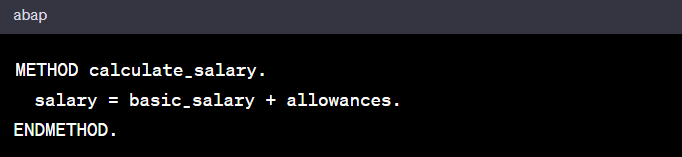 abap
METHOD calculate_salary.
salary = basic_salary + allowances.
ENDMETHOD.